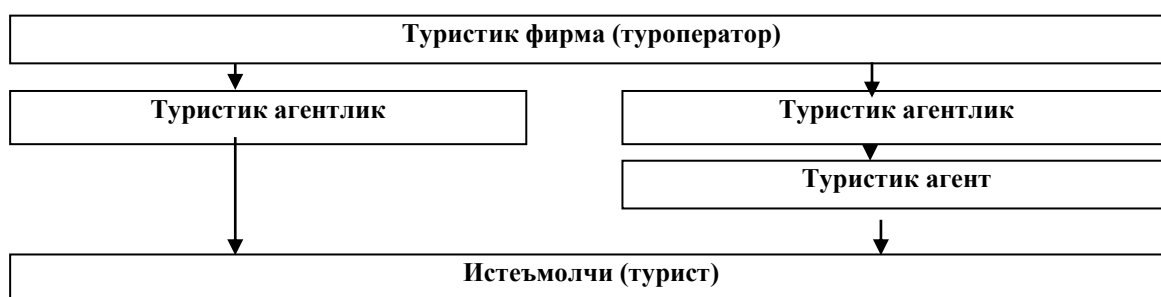 Туристик фирма (туроператор)
Туристик агентлик
Туристик агентлик
Туристик агент
Истеъмолчи (турист)